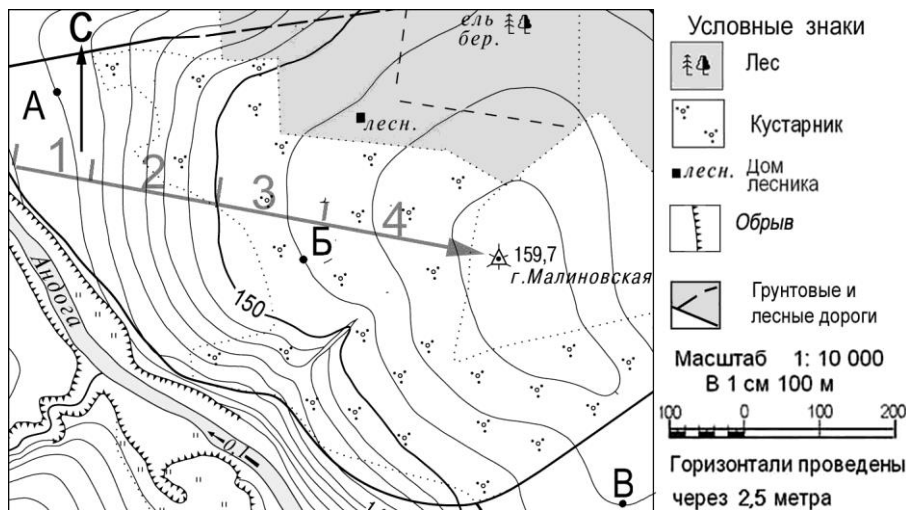 С
А
ель
бер.
лесн.
1
2
3
4
Б
159,7
г.Малиновская
150
Андога
0,1
В
Условные знаки
Лес
Кустарник
лесн.
Дом
лесника
Обрыв
Грунтовые и
лесные дороги
Масштаб 1: 10 000
В 1 см 100 м
100 0 100 200
Горизонтали проведены
через 2,5 метра